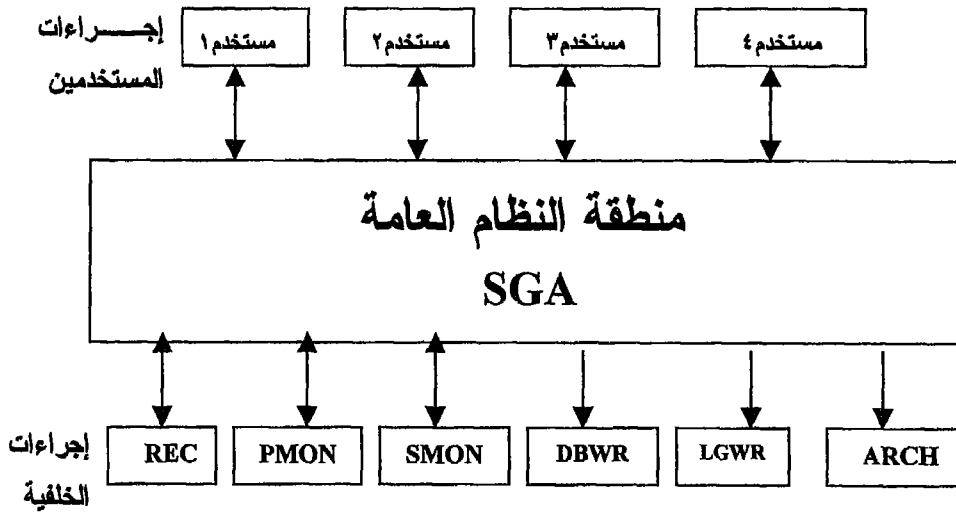 إجـــراءات
المستخدمين
مستخدم١
مستخدم٢
مستخدم٣
مستخدم٤
منطقة النظام العامة
SGA
إجراءات
الخلفية
REC
PMON
SMON
DBWR
LGWR
ARCH